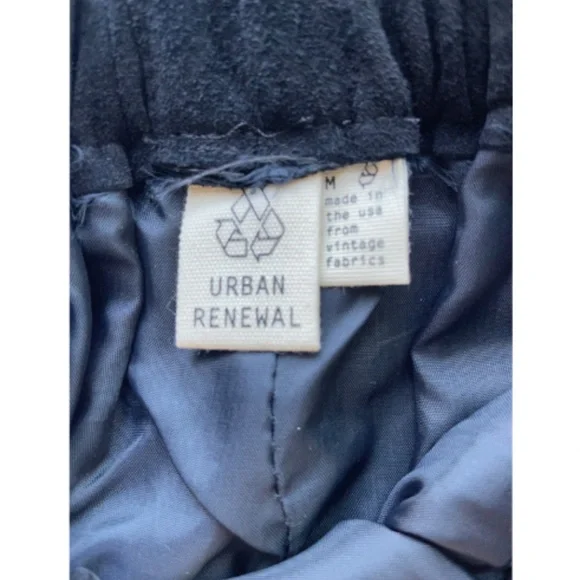 URBAN
RENEWAL
M
made in
the usa
from
vintage
fabrics